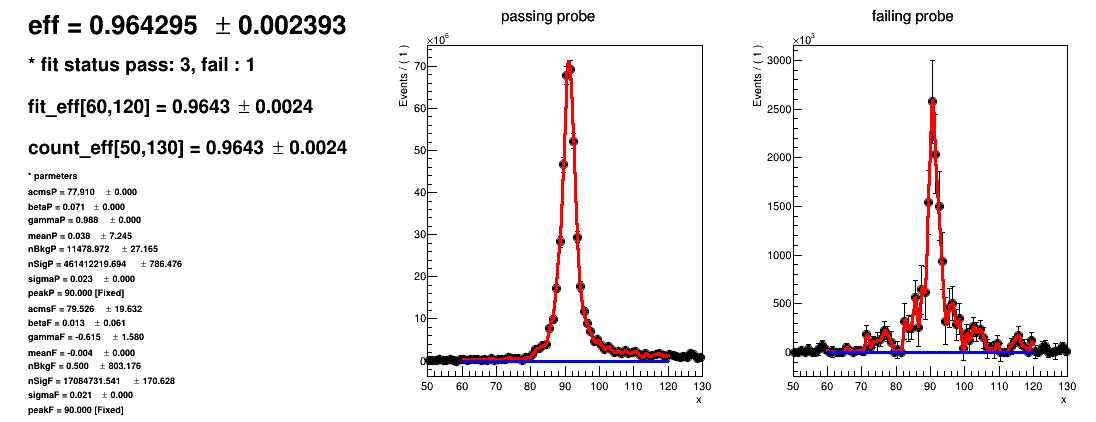 eff = 0.964295 ± 0.002393
* fit status pass: 3, fail : 1
fit_eff[60,120] = 0.9643 ± 0.0024
count_eff[50,130] = 0.9643 ± 0.0024
* parmeters
acmsP = 77.910 ± 0.000
betaP = 0.071 ± 0.000
gammaP = 0.988 ± 0.000
meanP = 0.038 ± 7.245
nBkgP = 11478.972 ± 27.165
nSigP = 461412219.694 ± 786.476
sigmaP = 0.023 ± 0.000
peakP = 90.000 [Fixed]
acmsF = 79.526 ± 19.632
betaF = 0.013 ± 0.061
gammaF = -0.615 ± 1.580
meanF = -0.004 ± 0.000
nBkgF = 0.500 ± 803.176
nSigF = 17084731.541 ± 170.628
sigmaF = 0.021 ± 0.000
peakF = 90.000 [Fixed]
passing probe
×10⁶
Events / ( 1 )
70
60
50
40
30
20
10
0
50 60 70 80 90 100 110 120 130
x
failing probe
×10³
Events / ( 1 )
3000
2500
2000
1500
1000
500
0
50 60 70 80 90 100 110 120 130
x